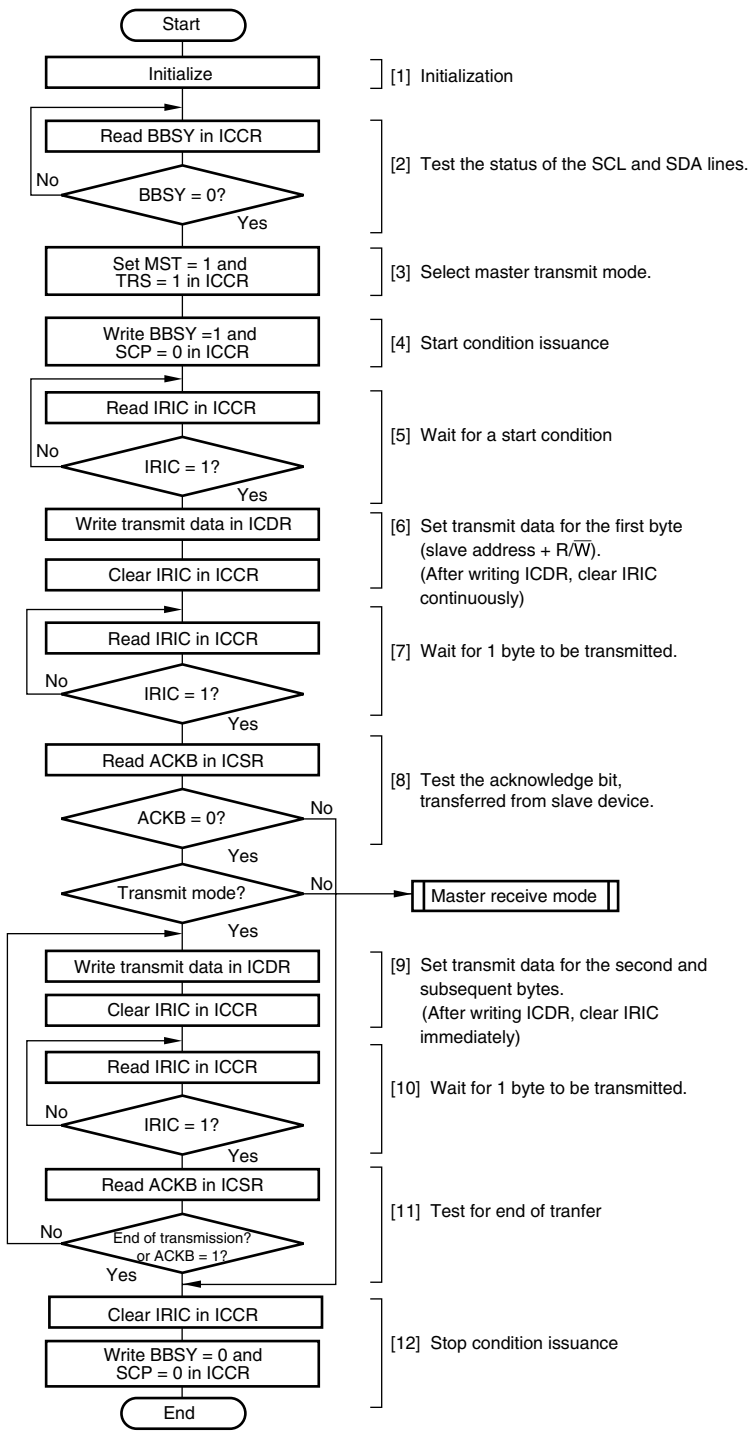 Start
Initialize
[1] Initialization
Read BBSY in ICCR
[2] Test the status of the SCL and SDA lines.
No
BBSY = 0?
Yes
Set MST = 1 and
TRS = 1 in ICCR
[3] Select master transmit mode.
Write BBSY =1 and
SCP = 0 in ICCR
[4] Start condition issuance
Read IRIC in ICCR
[5] Wait for a start condition
No
IRIC = 1?
Yes
Write transmit data in ICDR
[6] Set transmit data for the first byte
(slave address + R/W̅).
(After writing ICDR, clear IRIC
continuously)
Clear IRIC in ICCR
Read IRIC in ICCR
[7] Wait for 1 byte to be transmitted.
No
IRIC = 1?
Yes
Read ACKB in ICSR
[8] Test the acknowledge bit,
transferred from slave device.
No
ACKB = 0?
Yes
Transmit mode?
No
Master receive mode
Yes
Write transmit data in ICDR
[9] Set transmit data for the second and
subsequent bytes.
(After writing ICDR, clear IRIC
immediately)
Clear IRIC in ICCR
Read IRIC in ICCR
[10] Wait for 1 byte to be transmitted.
No
IRIC = 1?
Yes
Read ACKB in ICSR
[11] Test for end of tranfer
No
End of transmission?
or ACKB = 1?
Yes
Clear IRIC in ICCR
[12] Stop condition issuance
Write BBSY = 0 and
SCP = 0 in ICCR
End